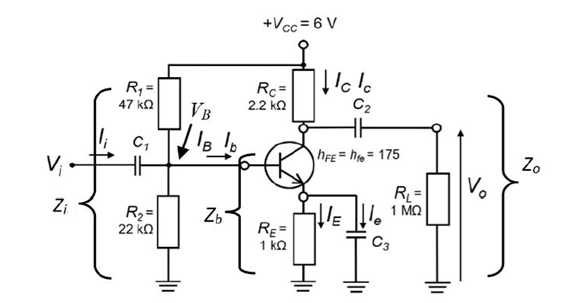 +VCC = 6 V
R1=
47 kΩ
VB
RC=
2.2 kΩ
IC Ic
C2
Ii
C1
IB Ib
hFE = hfe = 175
Vi
Zi
R2=
22 kΩ
Zb
RE=
1 kΩ
IE
Ie
C3
RL=
1 MΩ
Vo
Zo